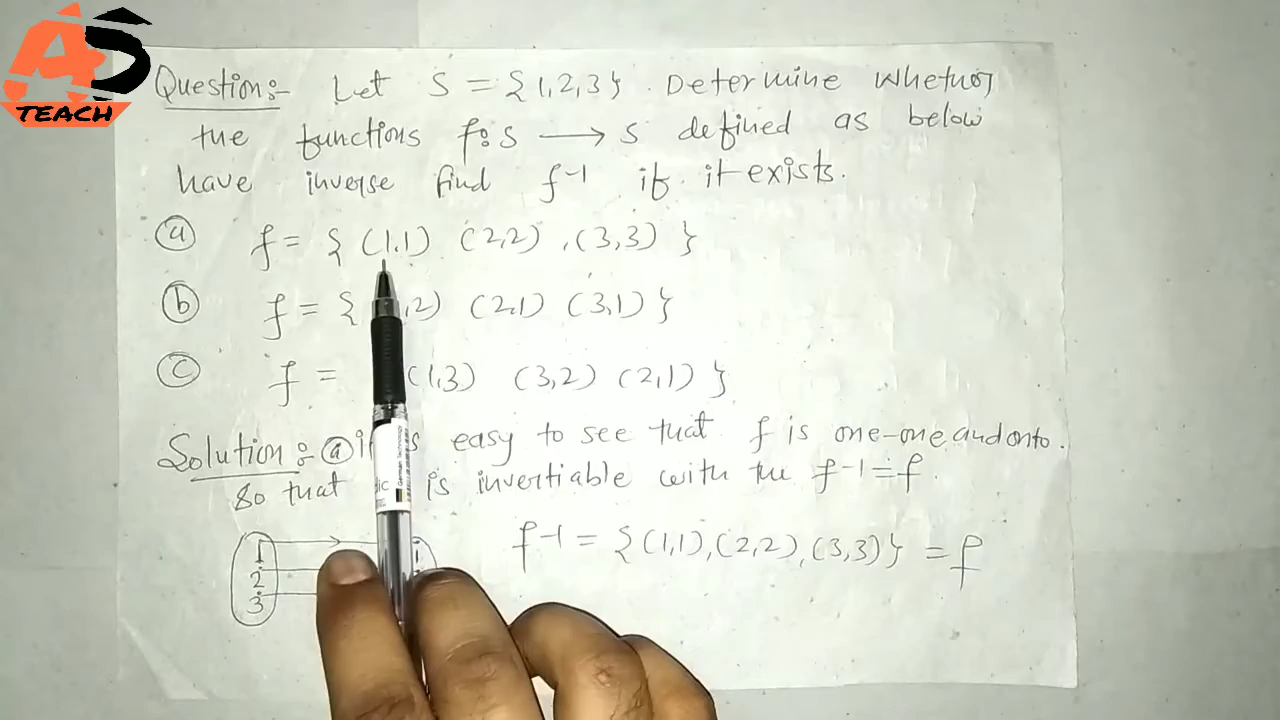 AS
TEACH
Question:- Let S = {1,2,3}. Determine Whether
the functions f: S → S defined as below
have inverse find f⁻¹ if it exists.
(a) f = { (1,1) (2,2) , (3,3) }
(b) f = { ,2) (2,1) (3,1) }
(c) f = (1,3) (3,2) (2,1) }
Solution:- (a) easy to see that f is one-one and onto.
so that is invertiable with the f-1 = f.
1 1
2
3
f-1 = {(1,1), (2,2), (3,3)} = f
German Technology